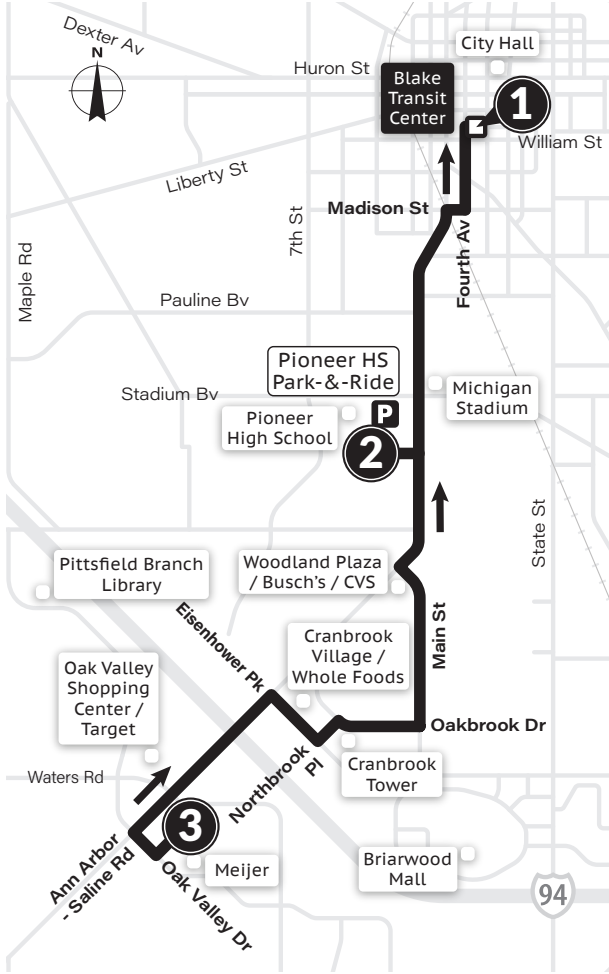 Dexter Av
N
City Hall
Huron St
Blake
Transit
Center
1
William St
Liberty St
Madison St
7th St
Fourth Av
Maple Rd
Pauline Bv
Pioneer HS
Park-&-Ride
Stadium Bv
P
Michigan
Stadium
Pioneer
High School
2
State St
Pittsfield Branch
Library
Woodland Plaza
/ Busch's / CVS
Eisenhower Pk
Main St
Cranbrook
Village /
Whole Foods
Oak Valley
Shopping
Center /
Target
Oakbrook Dr
Northbrook
Pl
Cranbrook
Tower
Waters Rd
3
Ann Arbor
- Saline Rd
Oak Valley Dr
Meijer
Briarwood
Mall
94